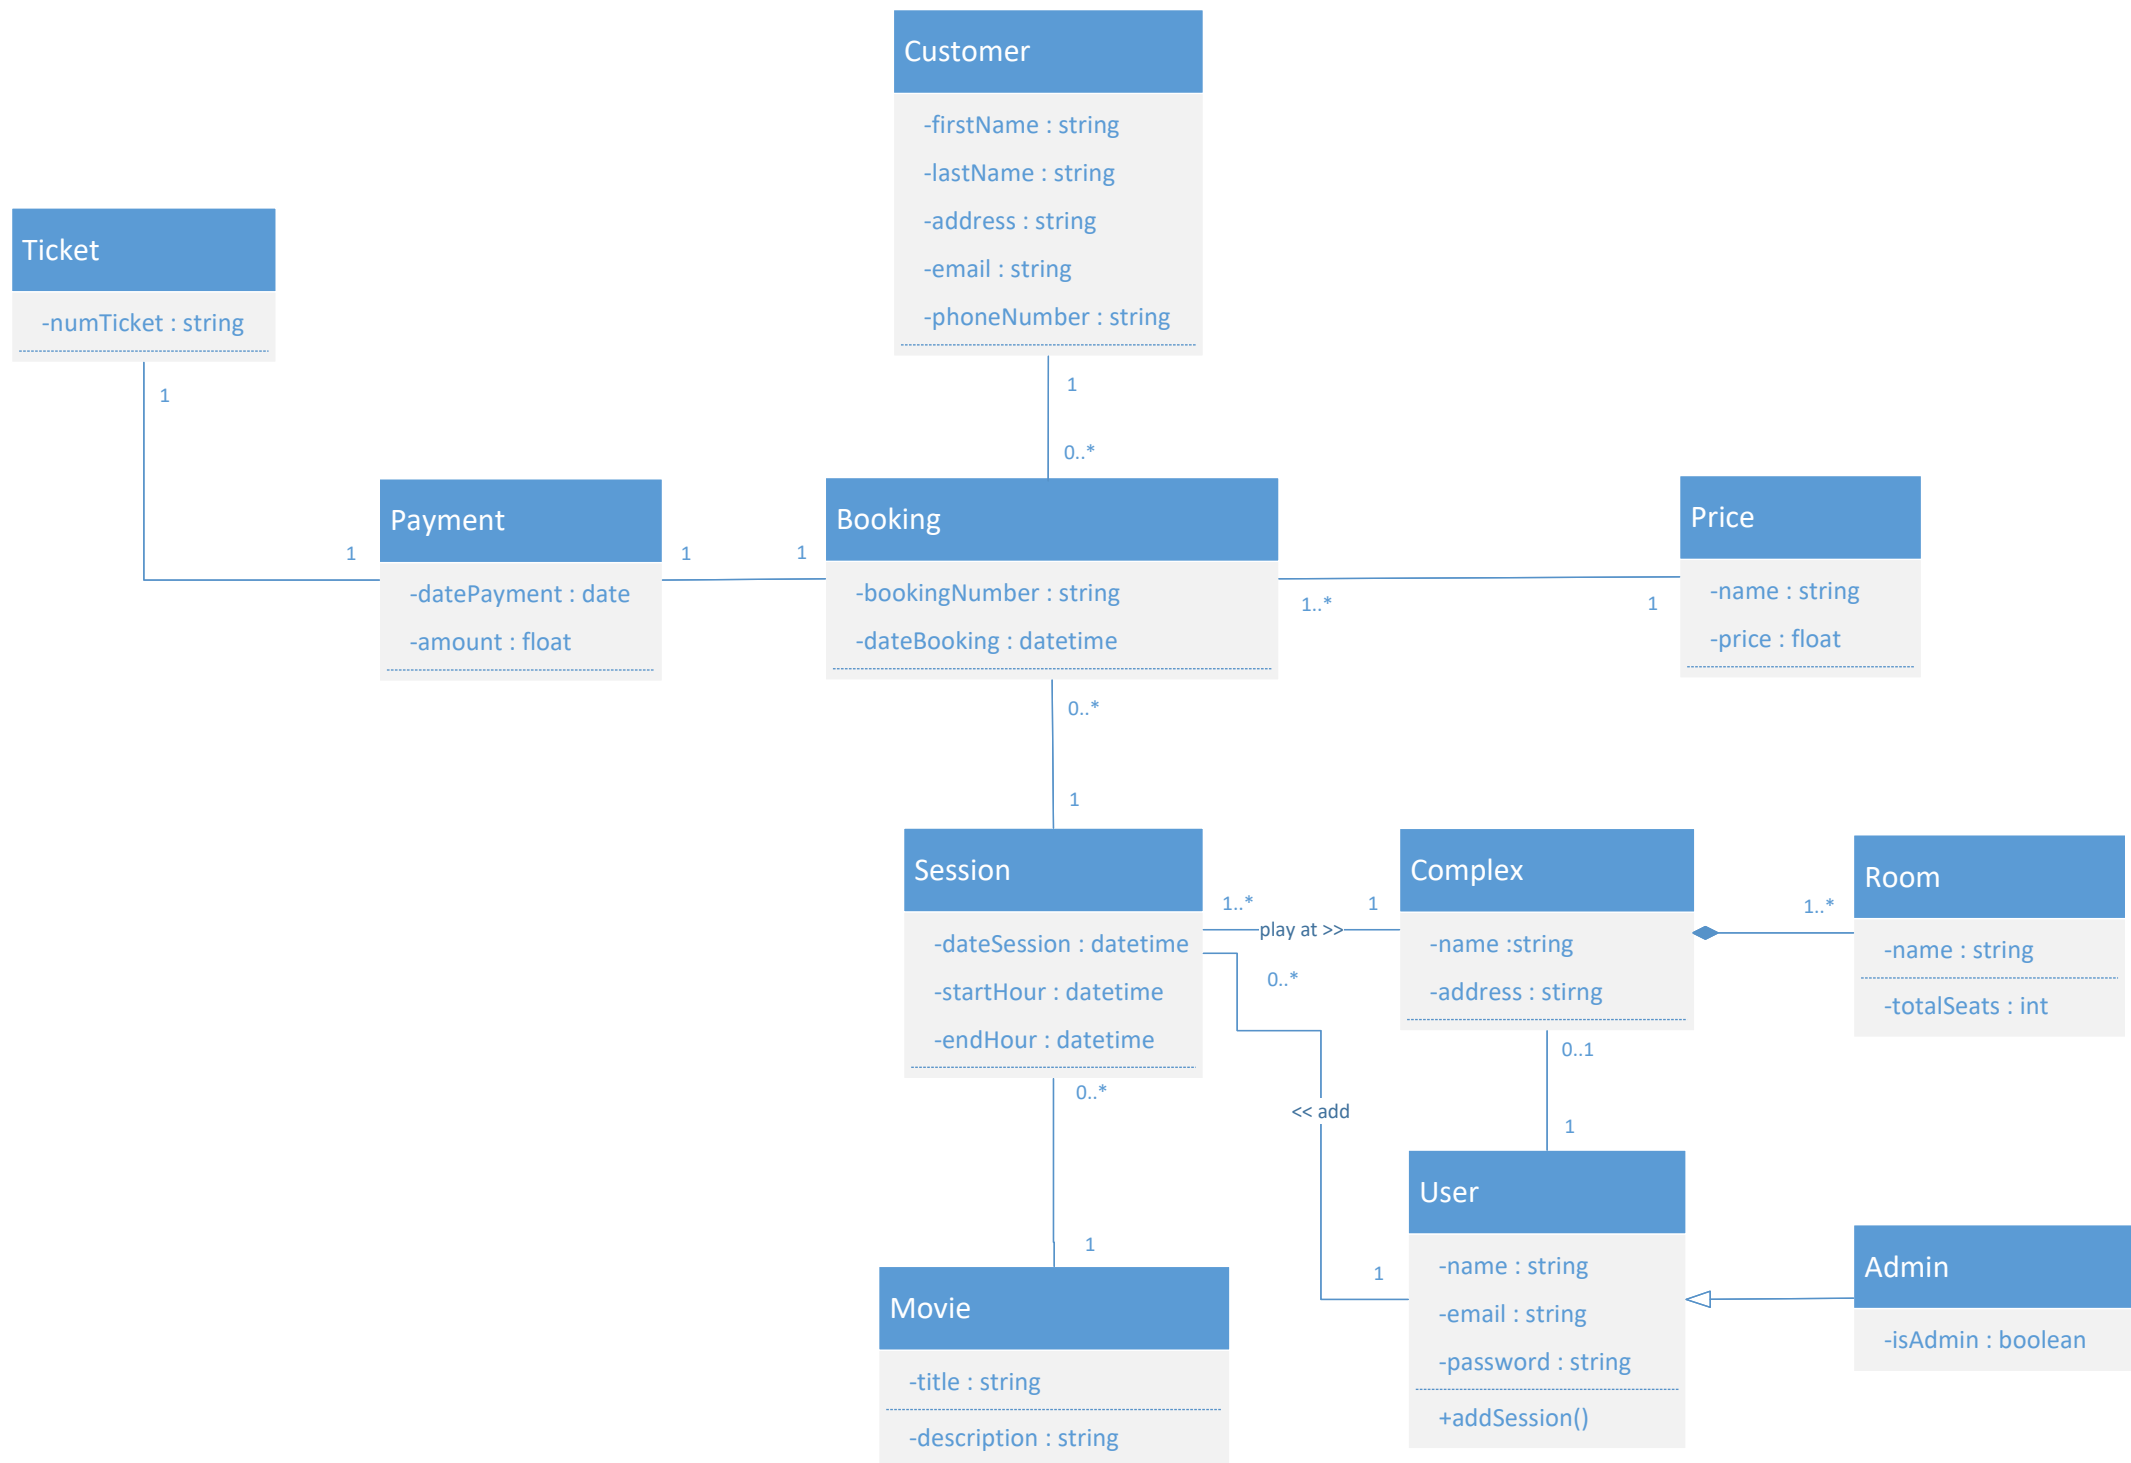 Customer
-firstName : string
-lastName : string
-address : string
-email : string
-phoneNumber : string
Ticket
-numTicket : string
1
1
0..*
Payment
-datePayment : date
-amount : float
1
1
1
Booking
-bookingNumber : string
-dateBooking : datetime
1..*
1
Price
-name : string
-price : float
0..*
1
Session
-dateSession : datetime
-startHour : datetime
-endHour : datetime
1..*
1
play at >>
0..*
Complex
-name :string
-address : stirng
1..*
Room
-name : string
-totalSeats : int
0..*
<< add
0..1
1
1
1
Movie
-title : string
-description : string
User
-name : string
-email : string
-password : string
+addSession()
Admin
-isAdmin : boolean